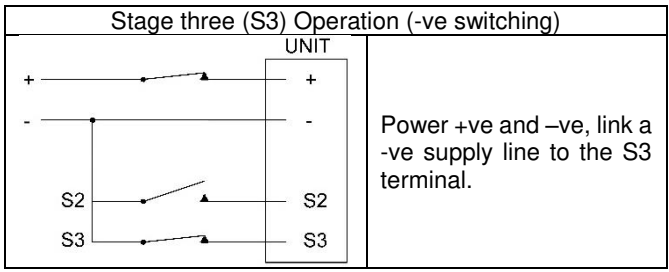 Stage three (S3) Operation (-ve switching)
UNIT
+ +
- -
S2 S2
S3 S3
Power +ve and –ve, link a
-ve supply line to the S3
terminal.